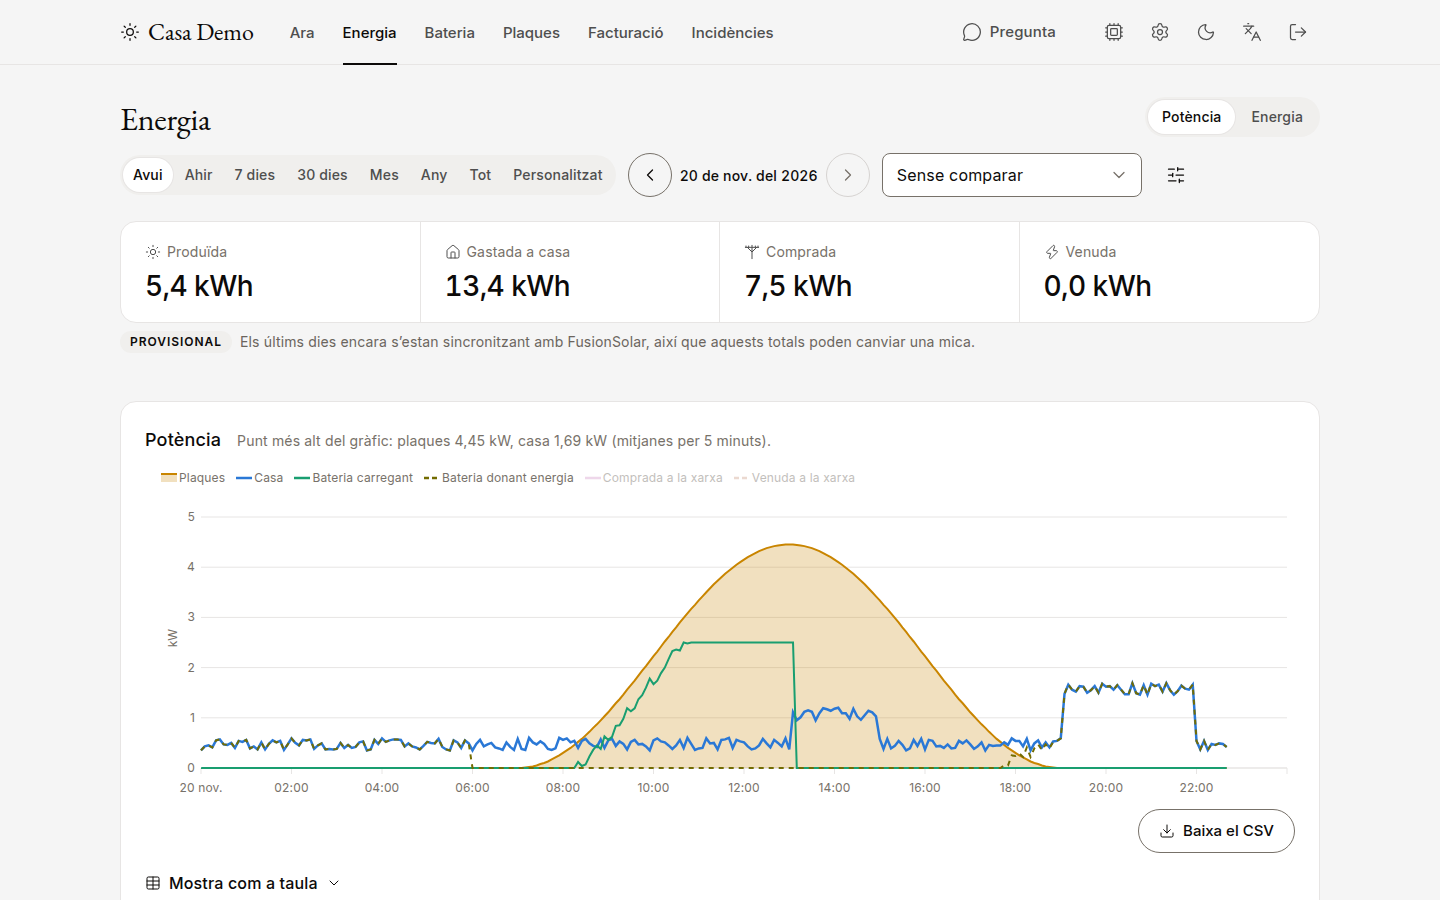 Casa Demo
Ara
Energia
Bateria
Plaques
Facturació
Incidències
Pregunta
Energia
Potència
Energia
Avui
Ahir
7 dies
30 dies
Mes
Any
Tot
Personalitzat
20 de nov. del 2026
Sense comparar
Produïda
5,4 kWh
Gastada a casa
13,4 kWh
Comprada
7,5 kWh
Venuda
0,0 kWh
PROVISIONAL Els últims dies encara s’estan sincronitzant amb FusionSolar, així que aquests totals poden canviar una mica.
Potència Punt més alt del gràfic: plaques 4,45 kW, casa 1,69 kW (mitjanes per 5 minuts).
Plaques
Casa
Bateria carregant
Bateria donant energia
Comprada a la xarxa
Venuda a la xarxa
kW
5
4
3
2
1
0
20 nov.
02:00
04:00
06:00
08:00
10:00
12:00
14:00
16:00
18:00
20:00
22:00
Baixa el CSV
Mostra com a taula